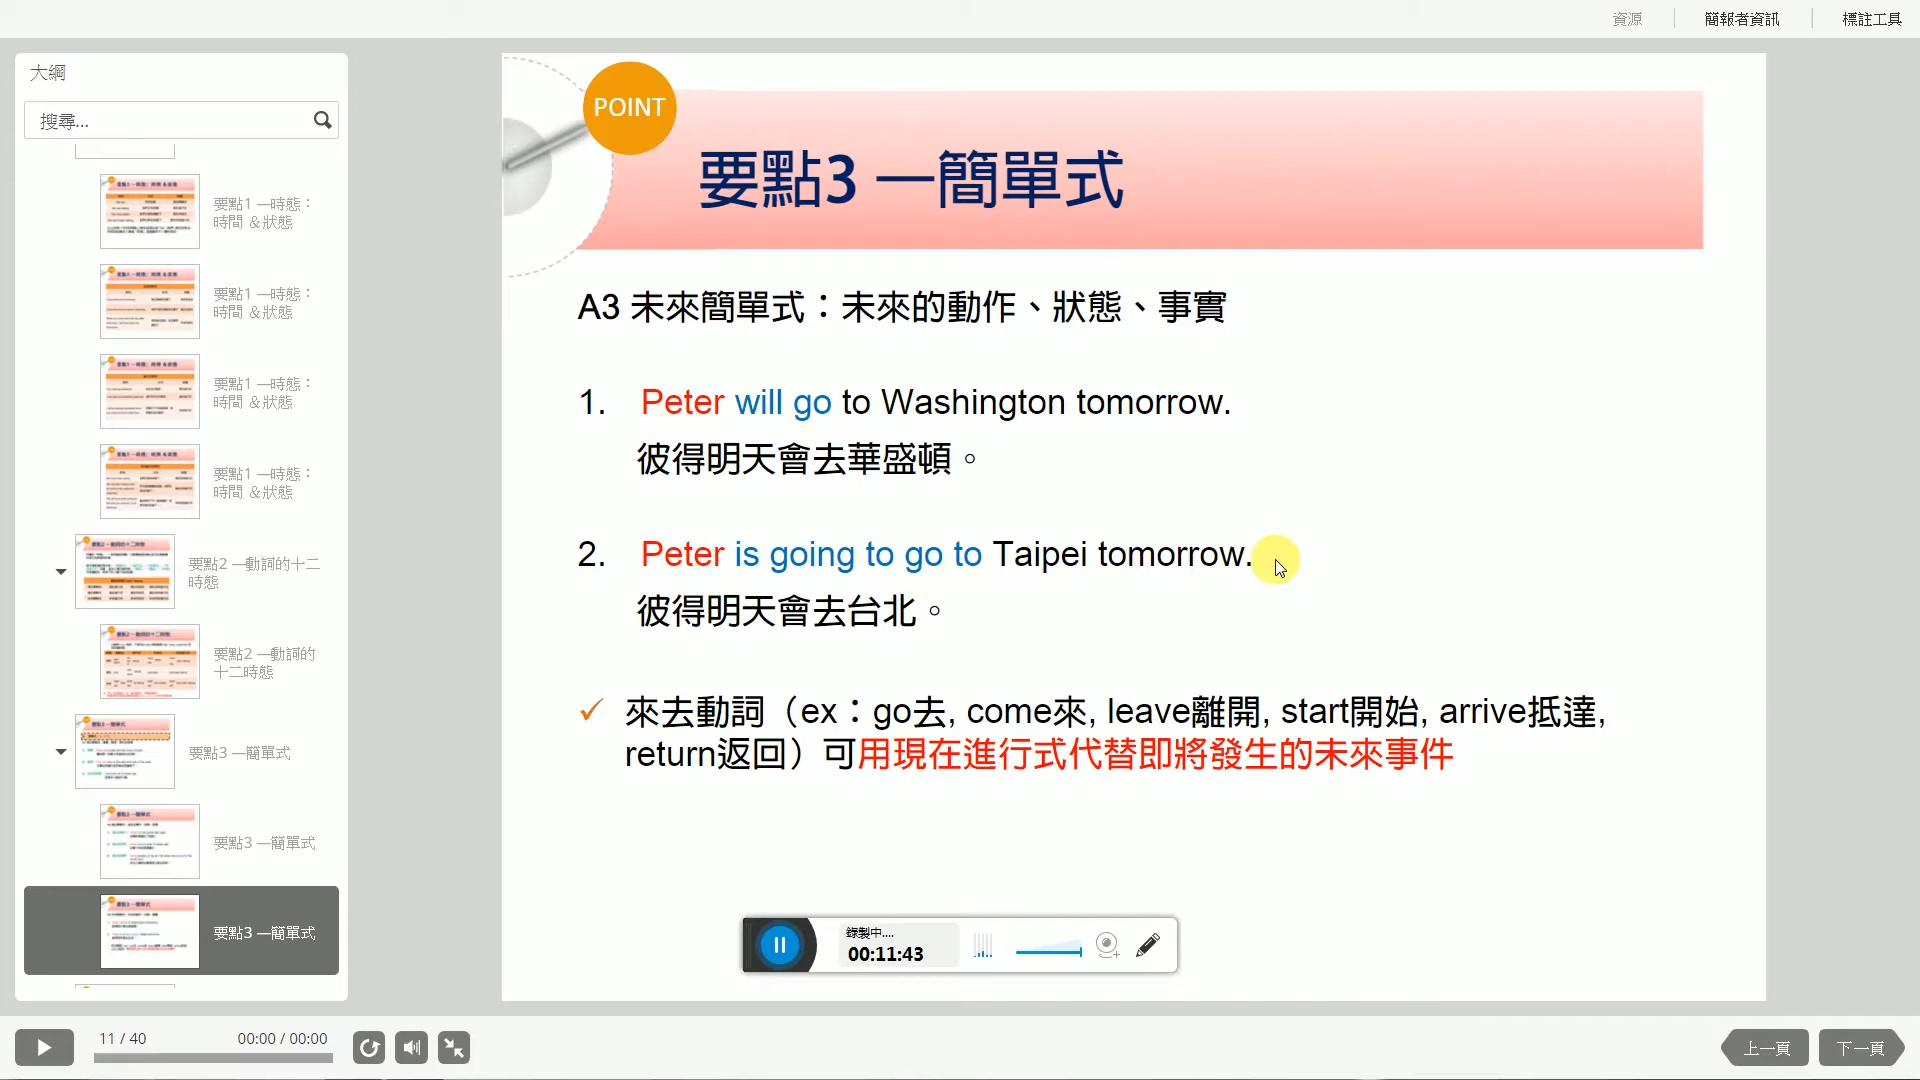 資源
簡報者資訊
標註工具
大綱
搜尋...
要點1 —時態：
時間 ＆狀態
要點1 —時態：
時間 ＆狀態
要點1 —時態：
時間 ＆狀態
要點1 —時態：
時間 ＆狀態
要點2 —動詞的十二
時態
要點2 —動詞的
十二時態
要點3 —簡單式
要點3 —簡單式
要點3 —簡單式
POINT
要點3 —簡單式
A3 未來簡單式：未來的動作、狀態、事實
1. Peter will go to Washington tomorrow.
彼得明天會去華盛頓。
2. Peter is going to go to Taipei tomorrow.
彼得明天會去台北。
✓ 來去動詞（ex：go去, come來, leave離開, start開始, arrive抵達,
return返回）可用現在進行式代替即將發生的未來事件
錄製中....
00:11:43
11 / 40
00:00 / 00:00
上一頁
下一頁